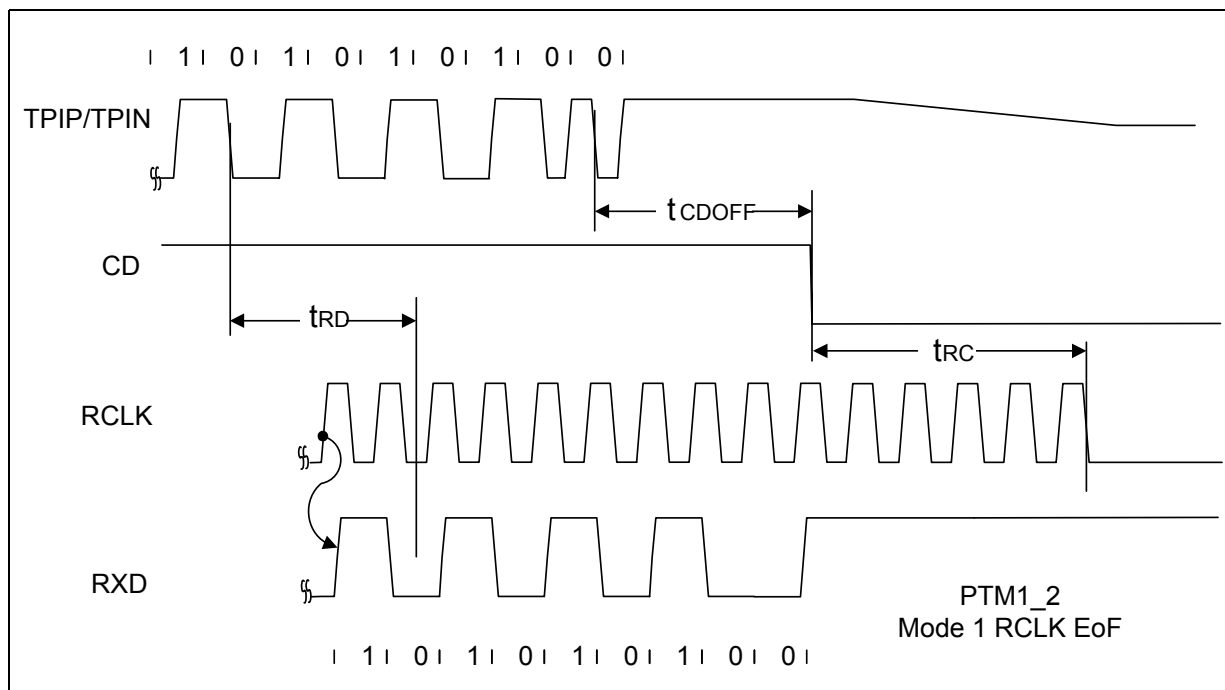 1 0 1 0 1 0 1 0 0
TPIP/TPIN
t CDOFF
CD
tRD
tRC
RCLK
RXD
PTM1_2
Mode 1 RCLK EoF
1 0 1 0 1 0 1 0 0